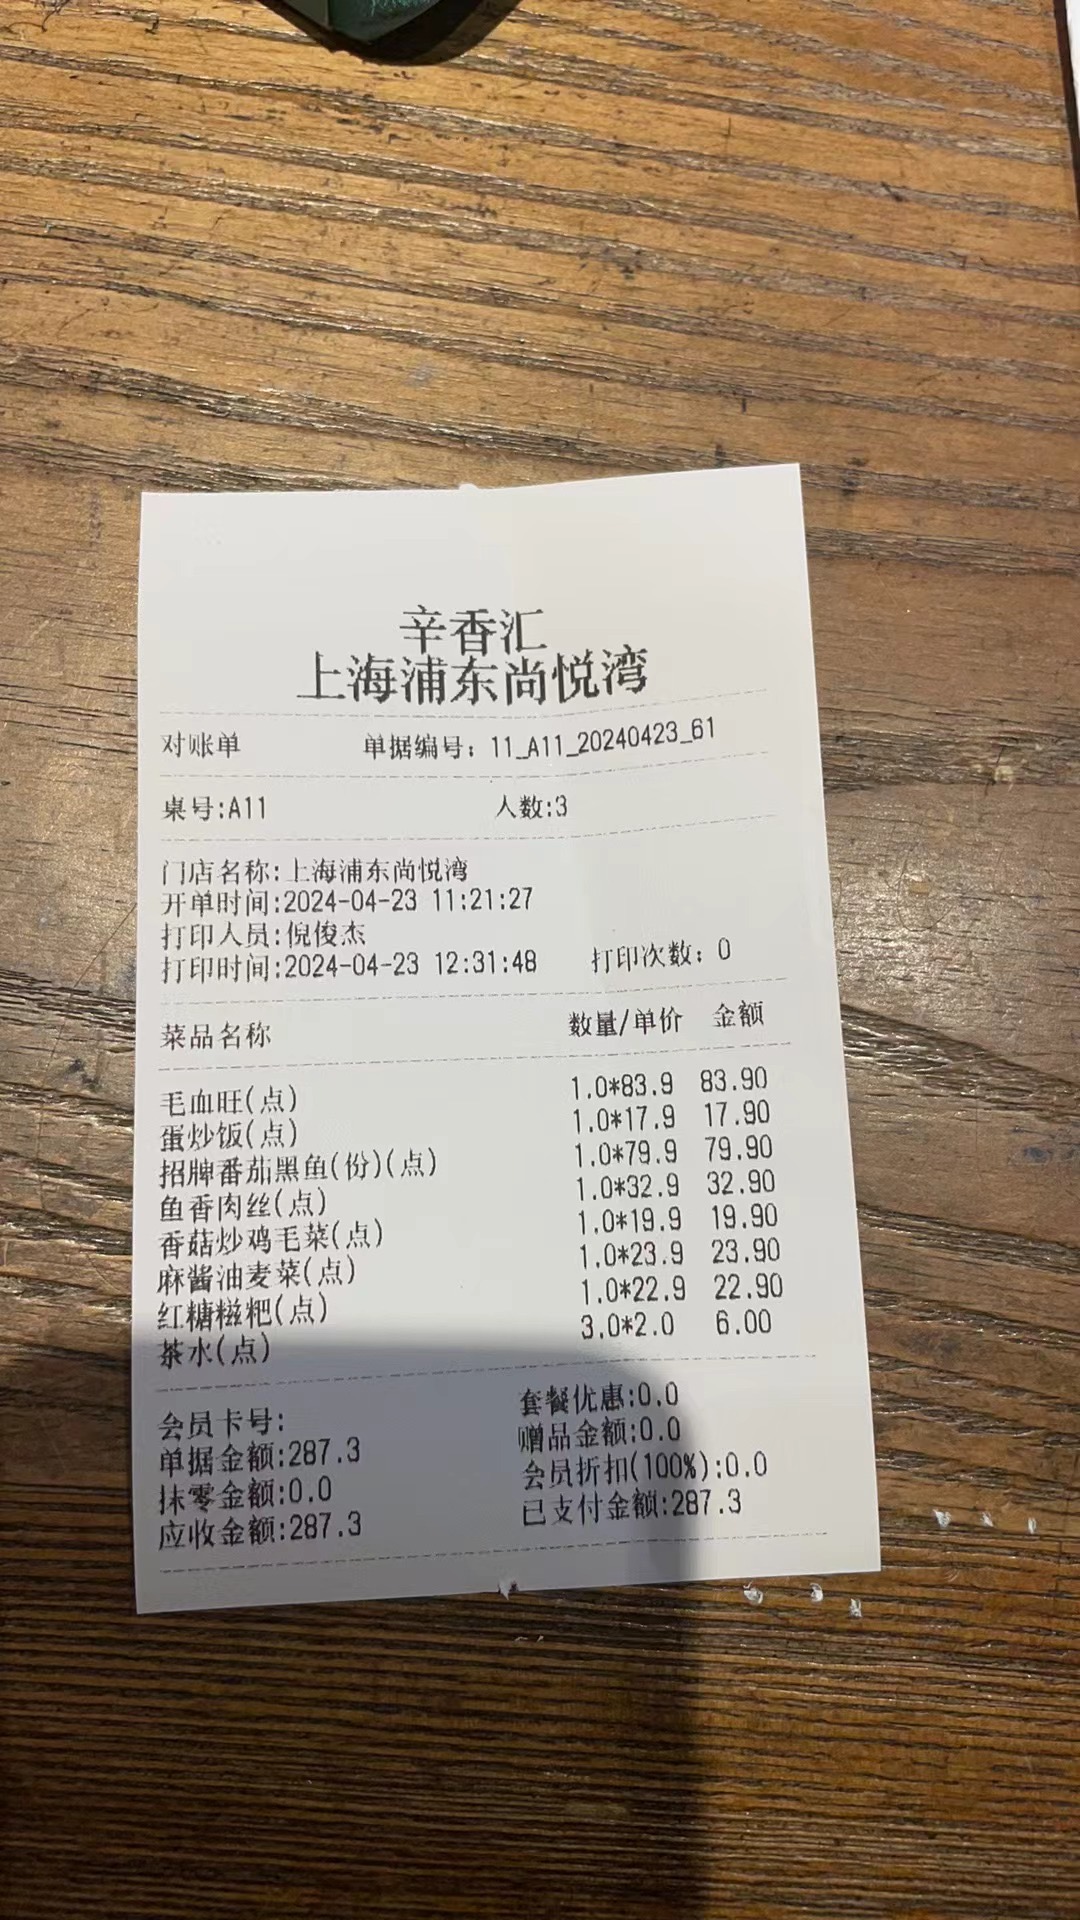 辛香汇
上海浦东尚悦湾
对账单 单据编号: 11_A11_20240423_61
桌号:A11 人数:3
门店名称:上海浦东尚悦湾
开单时间:2024-04-23 11:21:27
打印人员:倪俊杰
打印时间:2024-04-23 12:31:48 打印次数: 0
菜品名称 数量/单价 金额
毛血旺(点) 1.0*83.9 83.90
蛋炒饭(点) 1.0*17.9 17.90
招牌番茄黑鱼(份)(点) 1.0*79.9 79.90
鱼香肉丝(点) 1.0*32.9 32.90
香菇炒鸡毛菜(点) 1.0*19.9 19.90
麻酱油麦菜(点) 1.0*23.9 23.90
红糖糍粑(点) 1.0*22.9 22.90
茶水(点) 3.0*2.0 6.00
会员卡号: 套餐优惠:0.0
单据金额:287.3 赠品金额:0.0
抹零金额:0.0 会员折扣(100%):0.0
应收金额:287.3 已支付金额:287.3